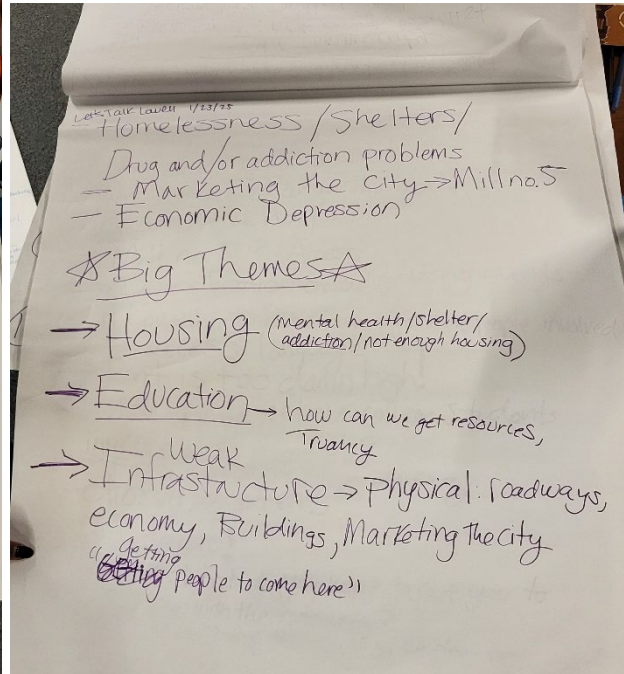 Let's Talk Lowell 1/23/25
- Homelessness/Shelters/
Drug and/or addiction problems
- Marketing the city → Mill no. 5
- Economic Depression
☆Big Themes☆
→ Housing (mental health/shelter/
addiction/not enough housing)
→ Education → how can we get resources,
Truancy
Weak
→ Infrastructure → Physical: roadways,
economy, Buildings, Marketing The city
"getting
people to come here"